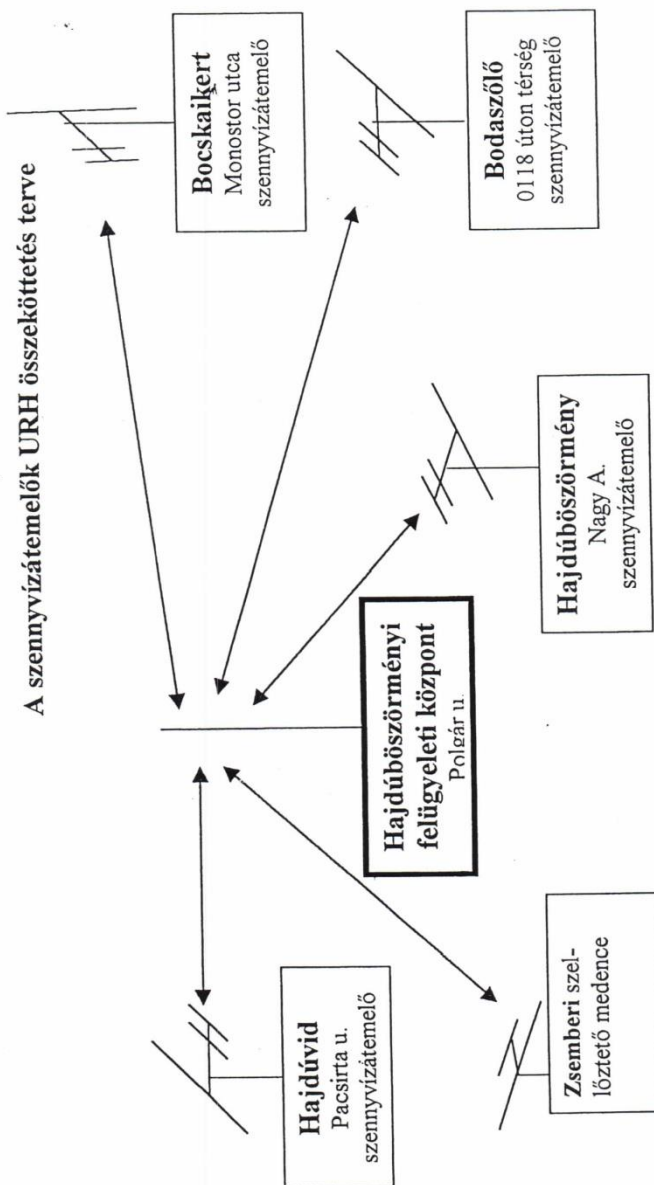 A szennyvízátemelők URH összeköttetés terve
Bocskaikert
Monostor utca
szennyvízátemelő
Bodaszőlő
0118 úton térség
szennyvízátemelő
Hajdúböszörmény
Nagy A.
szennyvízátemelő
Hajdúböszörményi
felügyeleti központ
Polgár u.
Hajdúvid
Pacsirta u.
szennyvízátemelő
Zsemberi szel-
lőztető medence